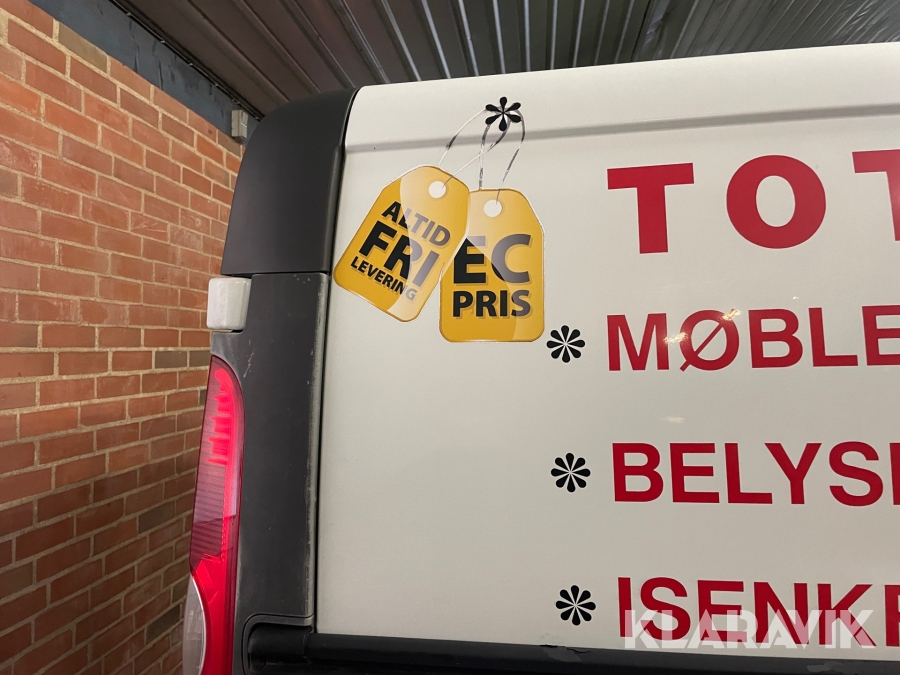 ALTID
FRI
LEVERING
EC
PRIS
TOT
MØBLE
BELYS
ISENK
KLARAVIK